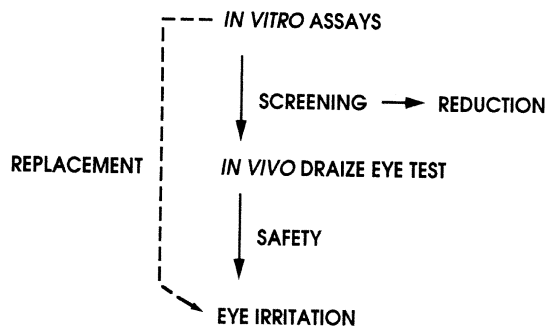 IN VITRO ASSAYS
SCREENING
REDUCTION
REPLACEMENT
IN VIVO DRAIZE EYE TEST
SAFETY
EYE IRRITATION